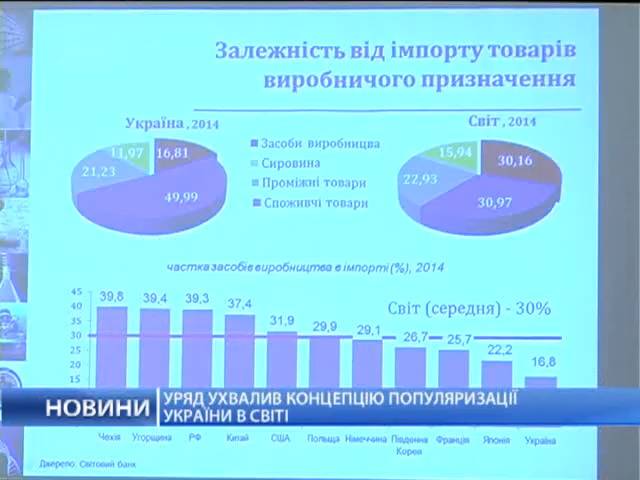 Залежність від імпорту товарів
виробничого призначення
Україна , 2014
Світ , 2014
11,97
16,81
21,23
49,99
Засоби виробницва
Сировина
Проміжні товари
Споживчі товари
15,94
30,16
22,93
30,97
частка засобів виробництва в імпорті (%), 2014
45
40
35
30
25
20
15
39,8
39,4
39,3
37,4
31,9
29,9
29,1
26,7
25,7
22,2
16,8
Світ (середня) - 30%
НОВИНИ
УРЯД УХВАЛИВ КОНЦЕПЦІЮ ПОПУЛЯРИЗАЦІЇ
УКРАЇНИ В СВІТІ
Чехія
Угорщина
РФ
Китай
США
Польща
Німеччина
Південна
Корея
Франція
Японія
Україна
Джерело: Світовий банк